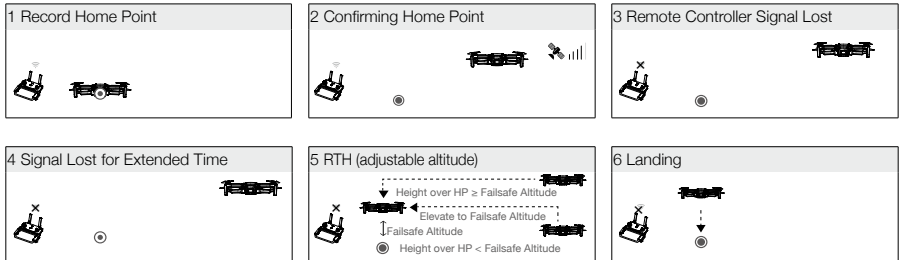 1 Record Home Point
2 Confirming Home Point
3 Remote Controller Signal Lost
4 Signal Lost for Extended Time
5 RTH (adjustable altitude)
Height over HP ≥ Failsafe Altitude
Elevate to Failsafe Altitude
Failsafe Altitude
Height over HP < Failsafe Altitude
6 Landing